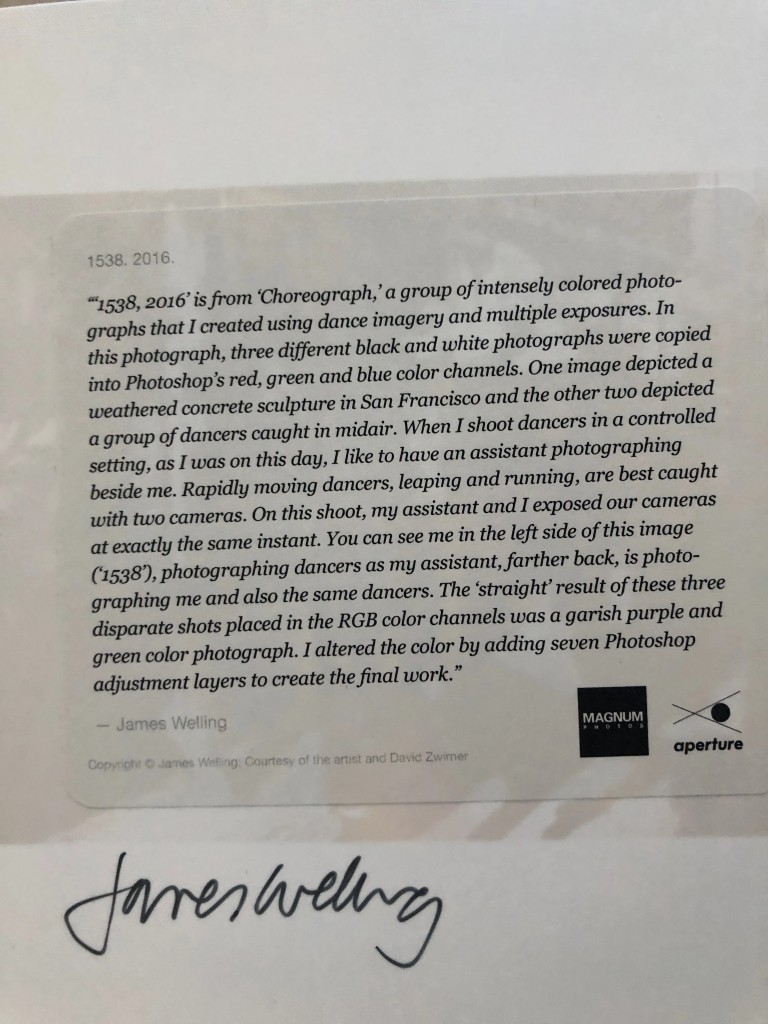 1538. 2016.
“‘1538, 2016’ is from ‘Choreograph,’ a group of intensely colored photo-
graphs that I created using dance imagery and multiple exposures. In
this photograph, three different black and white photographs were copied
into Photoshop’s red, green and blue color channels. One image depicted a
weathered concrete sculpture in San Francisco and the other two depicted
a group of dancers caught in midair. When I shoot dancers in a controlled
setting, as I was on this day, I like to have an assistant photographing
beside me. Rapidly moving dancers, leaping and running, are best caught
with two cameras. On this shoot, my assistant and I exposed our cameras
at exactly the same instant. You can see me in the left side of this image
(‘1538’), photographing dancers as my assistant, farther back, is photo-
graphing me and also the same dancers. The ‘straight’ result of these three
disparate shots placed in the RGB color channels was a garish purple and
green color photograph. I altered the color by adding seven Photoshop
adjustment layers to create the final work.”
— James Welling
MAGNUM
PHOTOS
aperture
Copyright © James Welling; Courtesy of the artist and David Zwirner
James Welling